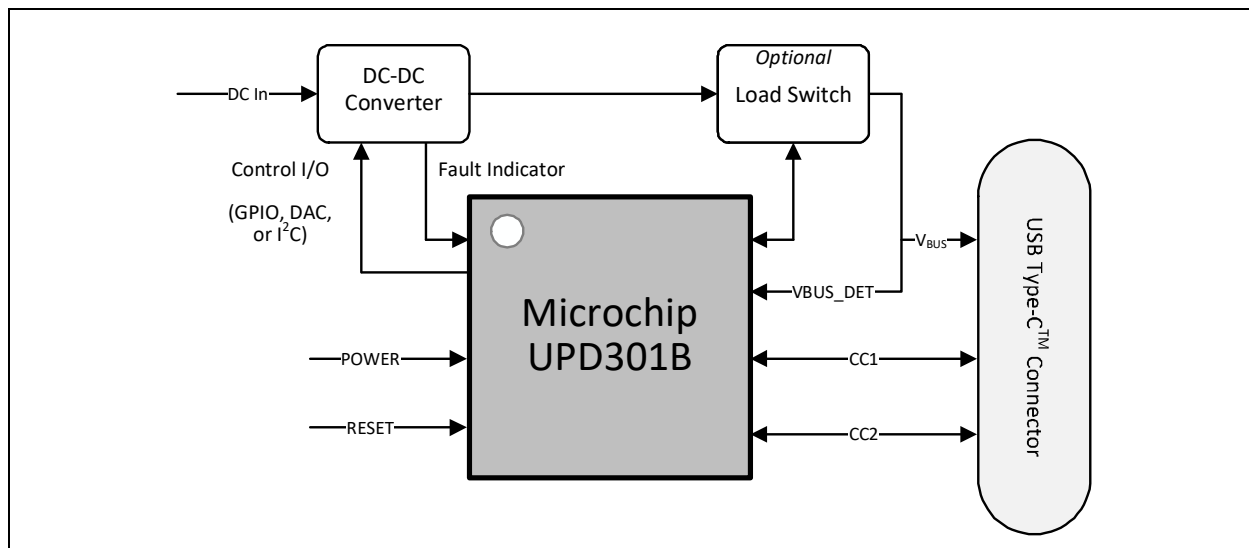 Optional
DC-DC
Converter
Load Switch
DC In
Control I/O
Fault Indicator
(GPIO, DAC,
or I²C)
V_BUS
VBUS_DET
Microchip
UPD301B
POWER
CC1
RESET
CC2
USB Type-C™ Connector